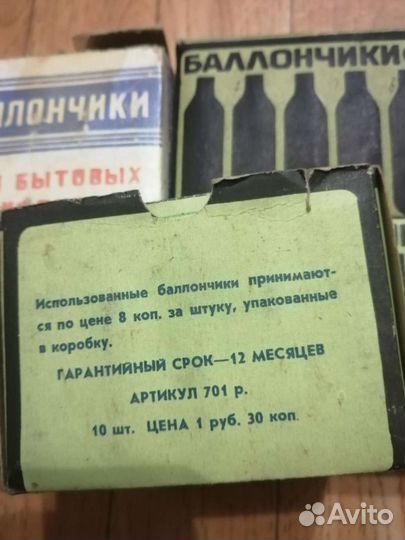 БАЛЛОНЧИКИ
ЛЛОНЧИКИ
БЫТОВЫХ
Использованные баллончики принимают-
ся по цене 8 коп. за штуку, упакованные
в коробку.
ГАРАНТИЙНЫЙ СРОК—12 МЕСЯЦЕВ
АРТИКУЛ 701 р.
10 шт. ЦЕНА 1 руб. 30 коп.
Avito